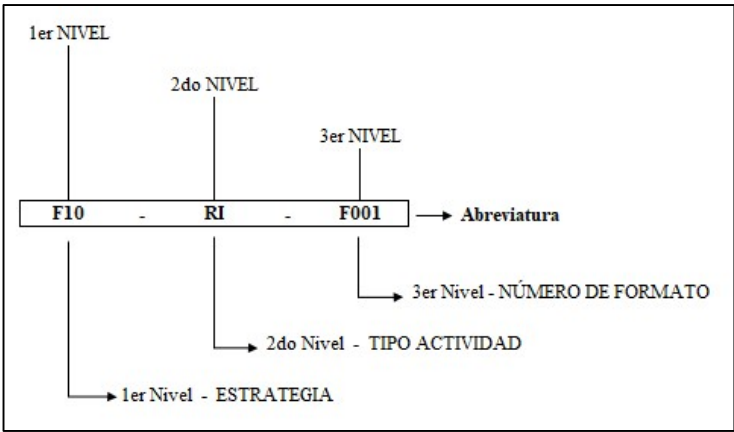 1er NIVEL
2do NIVEL
3er NIVEL
F10 - RI - F001 Abreviatura
3er Nivel - NÚMERO DE FORMATO
2do Nivel - TIPO ACTIVIDAD
1er Nivel - ESTRATEGIA